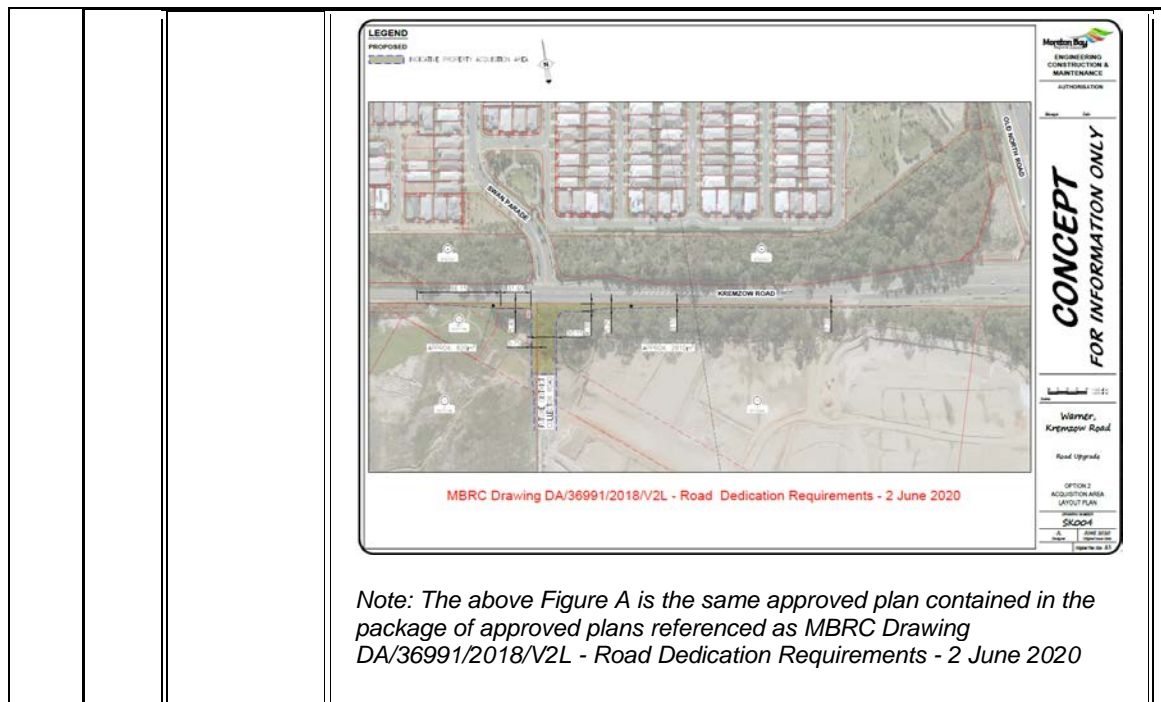 LEGEND
PROPOSED
INDICATIVE PROPERTY ACQUISITION AREA
N
OLD NORTH ROAD
SWAN PARADE
KREMZOW ROAD
APPROX.
APPROX.
MBRC Drawing DA/36991/2018/V2L - Road Dedication Requirements - 2 June 2020
Moreton Bay
ENGINEERING
CONSTRUCTION &
MAINTENANCE
AUTHORISATION
CONCEPT
FOR INFORMATION ONLY
Warner,
Kremzow Road
Road Upgrade
OPTION 2
ACQUISITION AREA
LAYOUT PLAN
SK004
JUNE 2020
Note: The above Figure A is the same approved plan contained in the
package of approved plans referenced as MBRC Drawing
DA/36991/2018/V2L - Road Dedication Requirements - 2 June 2020